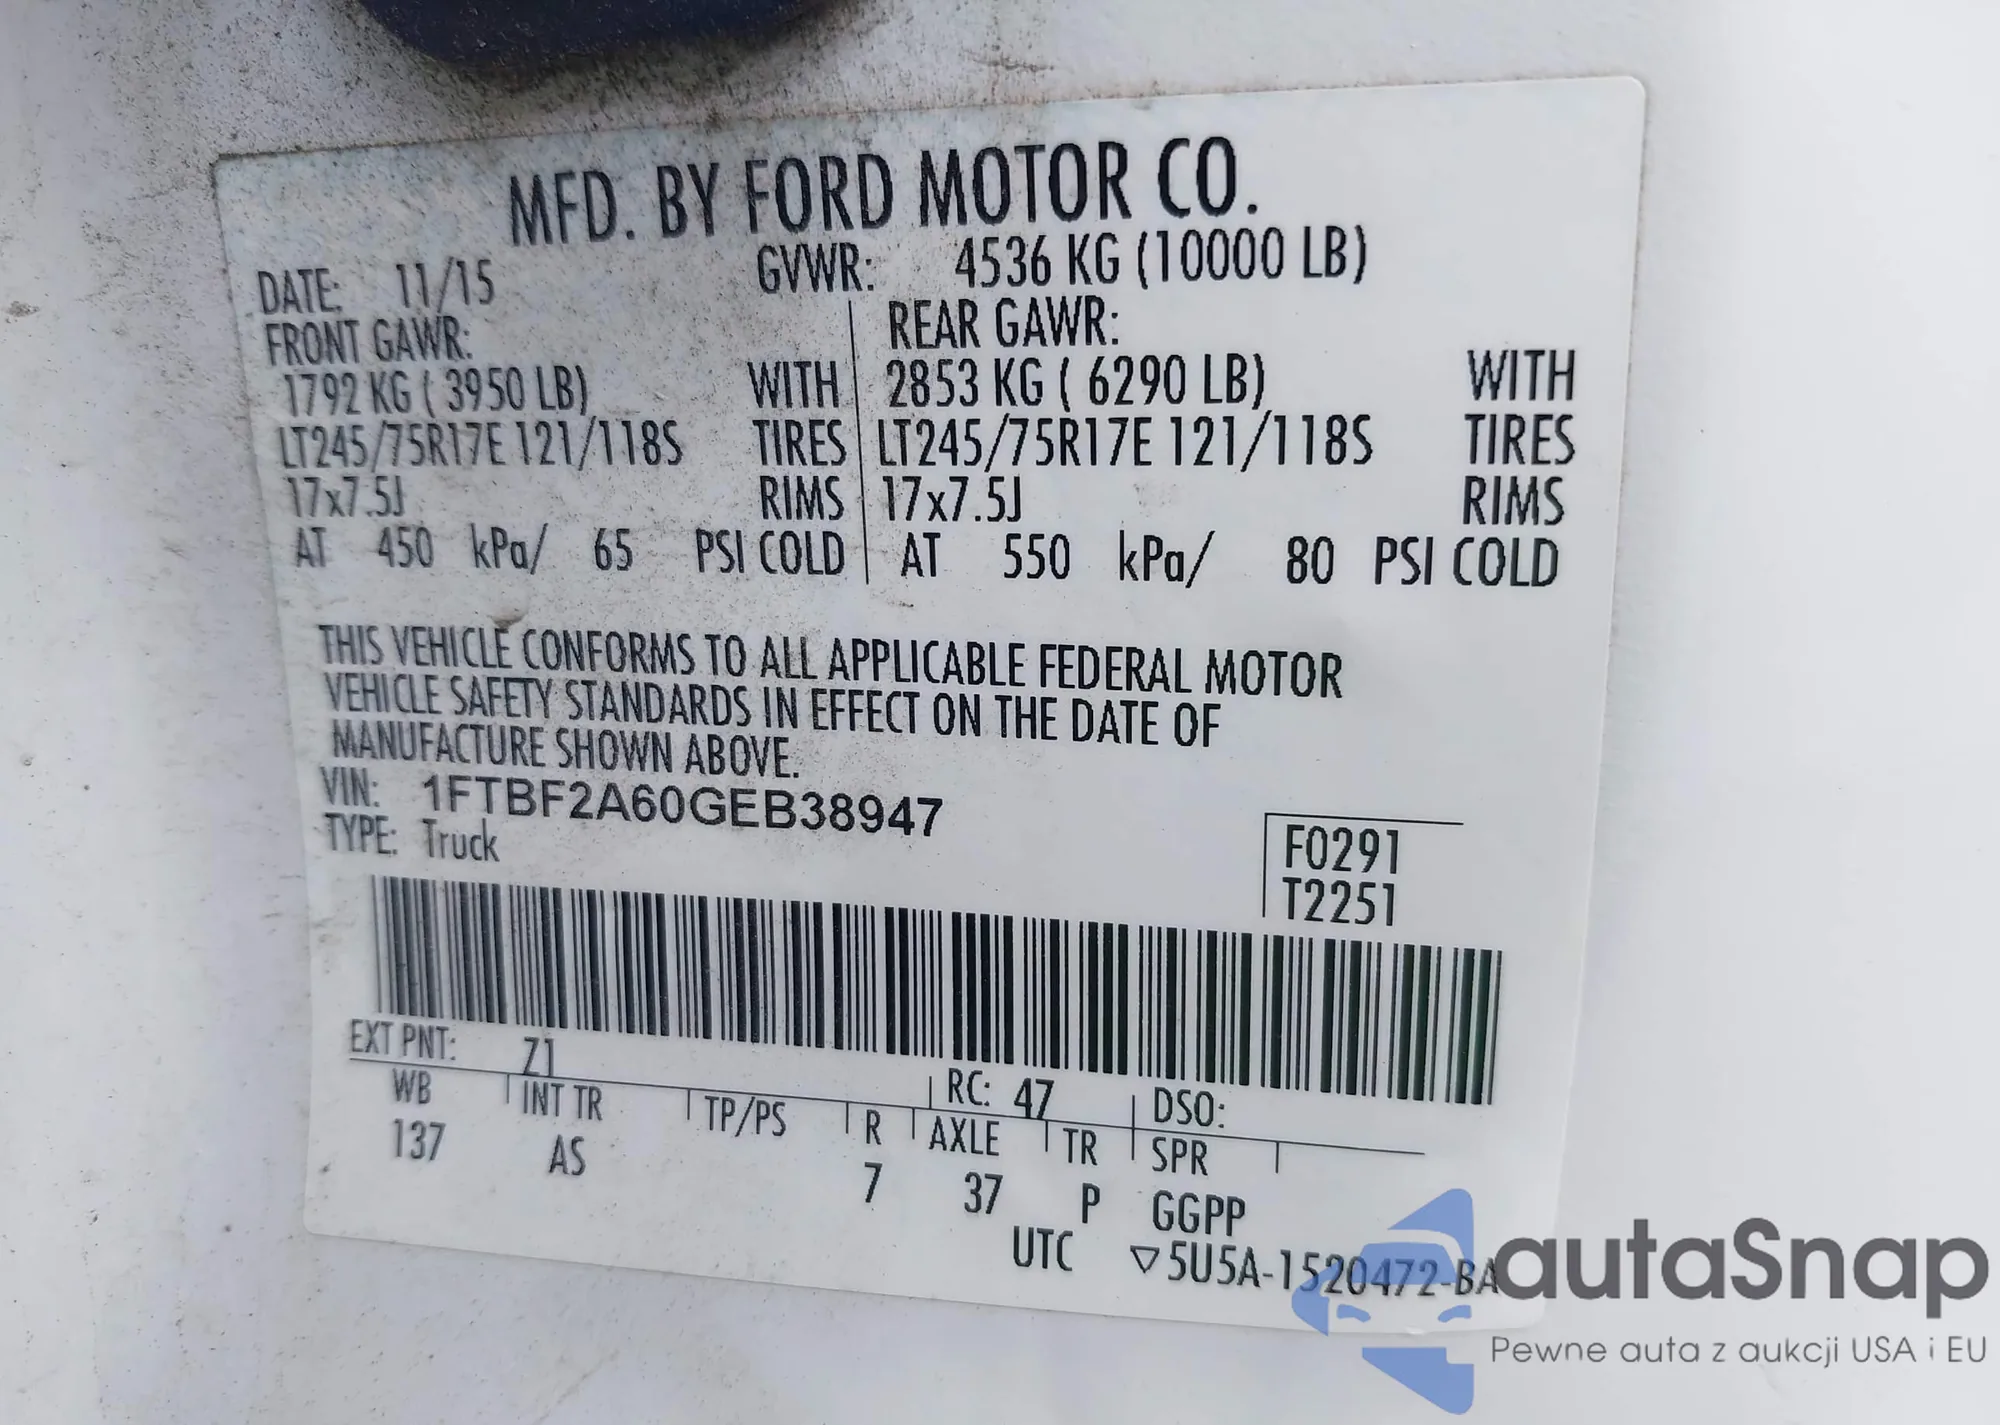 MFD. BY FORD MOTOR CO.
DATE: 11/15 GVWR: 4536 KG (10000 LB)
FRONT GAWR: REAR GAWR:
1792 KG ( 3950 LB) WITH 2853 KG ( 6290 LB) WITH
LT245/75R17E 121/118S TIRES LT245/75R17E 121/118S TIRES
17x7.5J RIMS 17x7.5J RIMS
AT 450 kPa/ 65 PSI COLD AT 550 kPa/ 80 PSI COLD
THIS VEHICLE CONFORMS TO ALL APPLICABLE FEDERAL MOTOR
VEHICLE SAFETY STANDARDS IN EFFECT ON THE DATE OF
MANUFACTURE SHOWN ABOVE.
VIN: 1FTBF2A60GEB38947
TYPE: Truck
F0291
T2251
EXT PNT: Z1 RC: 47 DSO:
WB INT TR TP/PS R AXLE TR SPR
137 AS 7 37 P GGPP
UTC ▽5U5A-1520472-BA
autaSnap
Pewne auta z aukcji USA i EU